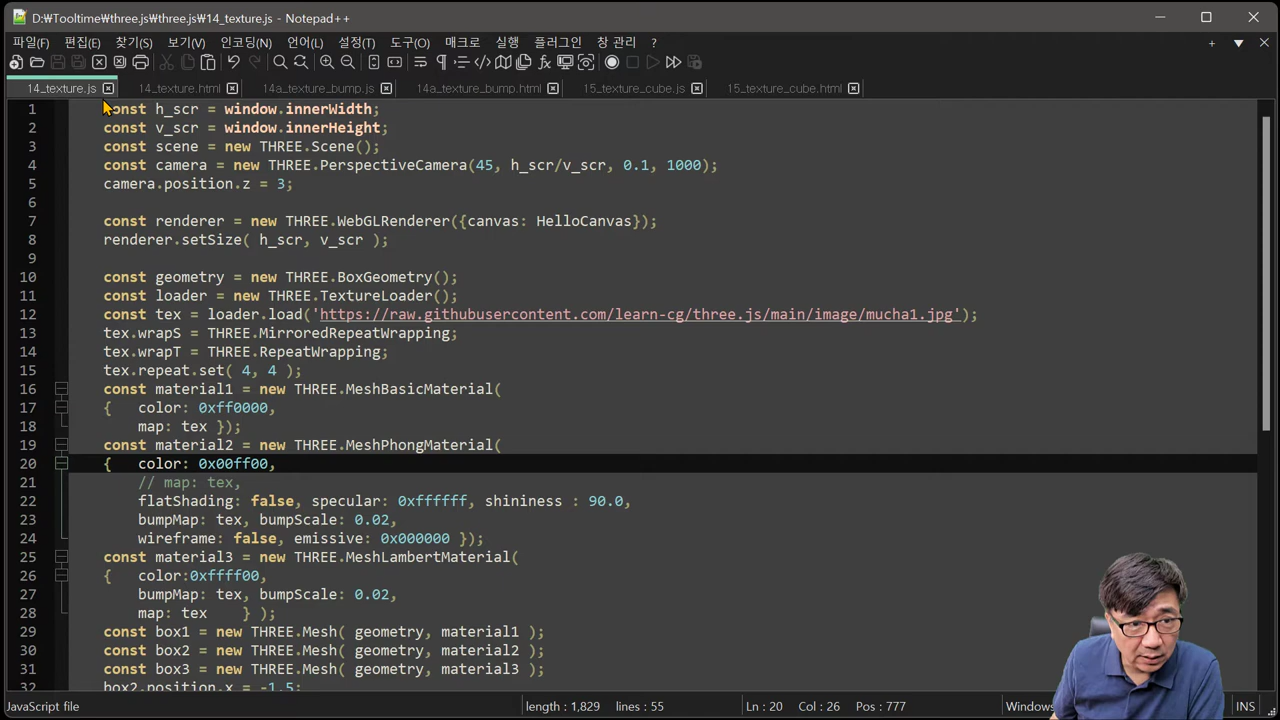 D:₩Tooltime₩three.js₩three.js₩14_texture.js - Notepad++
파일(F) 편집(E) 찾기(S) 보기(V) 인코딩(N) 언어(L) 설정(T) 도구(O) 매크로 실행 플러그인 창 관리 ?
14_texture.js 14_texture.html 14a_texture_bump.js 14a_texture_bump.html 15_texture_cube.js 15_texture_cube.html
1 const h_scr = window.innerWidth;
2 const v_scr = window.innerHeight;
3 const scene = new THREE.Scene();
4 const camera = new THREE.PerspectiveCamera(45, h_scr/v_scr, 0.1, 1000);
5 camera.position.z = 3;
6
7 const renderer = new THREE.WebGLRenderer({canvas: HelloCanvas});
8 renderer.setSize( h_scr, v_scr );
9
10 const geometry = new THREE.BoxGeometry();
11 const loader = new THREE.TextureLoader();
12 const tex = loader.load('https://raw.githubusercontent.com/learn-cg/three.js/main/image/mucha1.jpg');
13 tex.wrapS = THREE.MirroredRepeatWrapping;
14 tex.wrapT = THREE.RepeatWrapping;
15 tex.repeat.set( 4, 4 );
16 const material1 = new THREE.MeshBasicMaterial(
17 { color: 0xff0000,
18 map: tex });
19 const material2 = new THREE.MeshPhongMaterial(
20 { color: 0x00ff00,
21 // map: tex,
22 flatShading: false, specular: 0xffffff, shininess : 90.0,
23 bumpMap: tex, bumpScale: 0.02,
24 wireframe: false, emissive: 0x000000 });
25 const material3 = new THREE.MeshLambertMaterial(
26 { color:0xffff00,
27 bumpMap: tex, bumpScale: 0.02,
28 map: tex } );
29 const box1 = new THREE.Mesh( geometry, material1 );
30 const box2 = new THREE.Mesh( geometry, material2 );
31 const box3 = new THREE.Mesh( geometry, material3 );
32 box2.position.x = -1.5;
JavaScript file length : 1,829 lines : 55 Ln : 20 Col : 26 Pos : 777 Windows INS